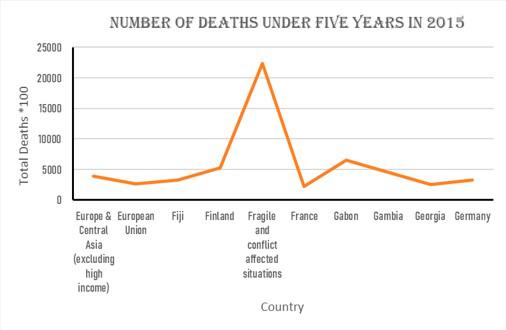 NUMBER OF DEATHS UNDER FIVE YEARS IN 2015
Total Deaths *100
25000
20000
15000
10000
5000
0
Europe &
Central
Asia
(excluding
high
income)
European
Union
Fiji
Finland
Fragile
and
conflict
affected
situations
France
Gabon
Gambia
Georgia
Germany
Country